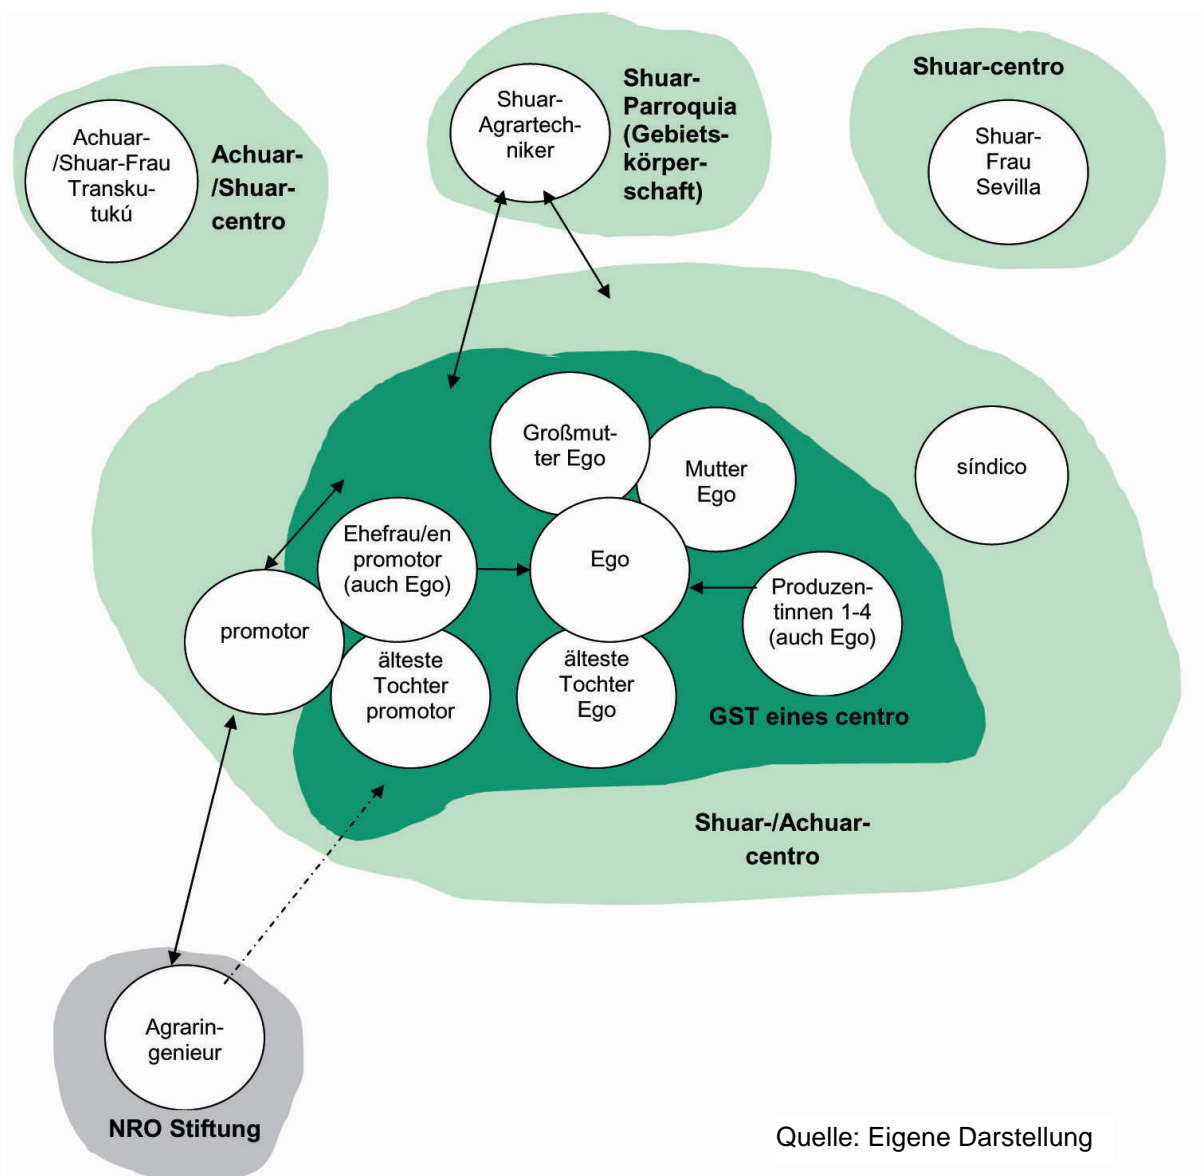 Achuar-
/Shuar-Frau
Transku-
tukú
Achuar-
/Shuar-
centro
Shuar-
Agrartech-
niker
Shuar-
Parroquia
(Gebiets-
körper-
schaft)
Shuar-centro
Shuar-
Frau
Sevilla
Großmut-
ter Ego
Mutter
Ego
síndico
Ehefrau/en
promotor
(auch Ego)
Ego
Produzen-
tinnen 1-4
(auch Ego)
promotor
älteste
Tochter
promotor
älteste
Tochter
Ego
GST eines centro
Shuar-/Achuar-
centro
Agrarin-
genieur
NRO Stiftung
Quelle: Eigene Darstellung